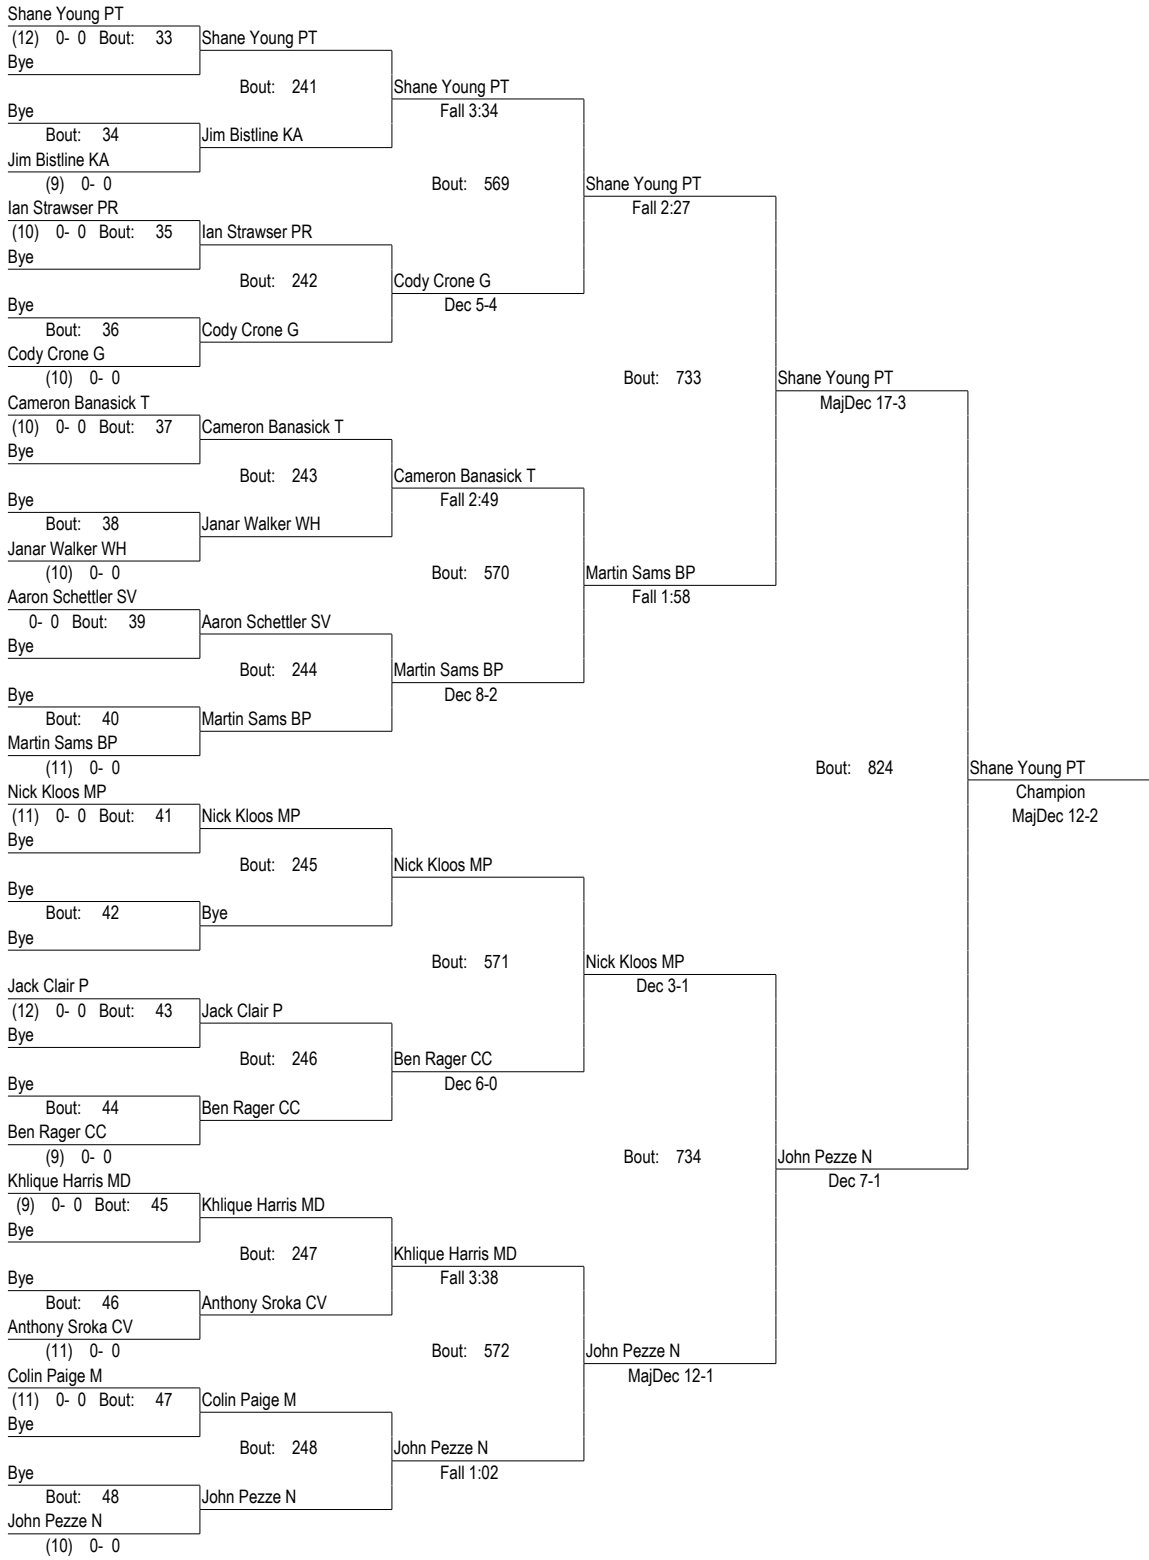 Shane Young PT
(12) 0- 0 Bout: 33 Shane Young PT
Bye
Bout: 241 Shane Young PT
Bye Fall 3:34
Bout: 34 Jim Bistline KA
Jim Bistline KA
(9) 0- 0 Bout: 569 Shane Young PT
Ian Strawser PR Fall 2:27
(10) 0- 0 Bout: 35 Ian Strawser PR
Bye
Bout: 242 Cody Crone G
Bye Dec 5-4
Bout: 36 Cody Crone G
Cody Crone G
(10) 0- 0 Bout: 733 Shane Young PT
Cameron Banasick T MajDec 17-3
(10) 0- 0 Bout: 37 Cameron Banasick T
Bye
Bout: 243 Cameron Banasick T
Bye Fall 2:49
Bout: 38 Janar Walker WH
Janar Walker WH
(10) 0- 0 Bout: 570 Martin Sams BP
Aaron Schettler SV Fall 1:58
0- 0 Bout: 39 Aaron Schettler SV
Bye
Bout: 244 Martin Sams BP
Bye Dec 8-2
Bout: 40 Martin Sams BP
Martin Sams BP
(11) 0- 0 Bout: 824 Shane Young PT
Nick Kloos MP Champion
(11) 0- 0 Bout: 41 Nick Kloos MP MajDec 12-2
Bye
Bout: 245 Nick Kloos MP
Bye
Bout: 42 Bye
Bye
Bout: 571 Nick Kloos MP
Jack Clair P Dec 3-1
(12) 0- 0 Bout: 43 Jack Clair P
Bye
Bout: 246 Ben Rager CC
Bye Dec 6-0
Bout: 44 Ben Rager CC
Ben Rager CC
(9) 0- 0 Bout: 734 John Pezze N
Khlique Harris MD Dec 7-1
(9) 0- 0 Bout: 45 Khlique Harris MD
Bye
Bout: 247 Khlique Harris MD
Bye Fall 3:38
Bout: 46 Anthony Sroka CV
Anthony Sroka CV
(11) 0- 0 Bout: 572 John Pezze N
Colin Paige M MajDec 12-1
(11) 0- 0 Bout: 47 Colin Paige M
Bye
Bout: 248 John Pezze N
Bye Fall 1:02
Bout: 48 John Pezze N
John Pezze N
(10) 0- 0